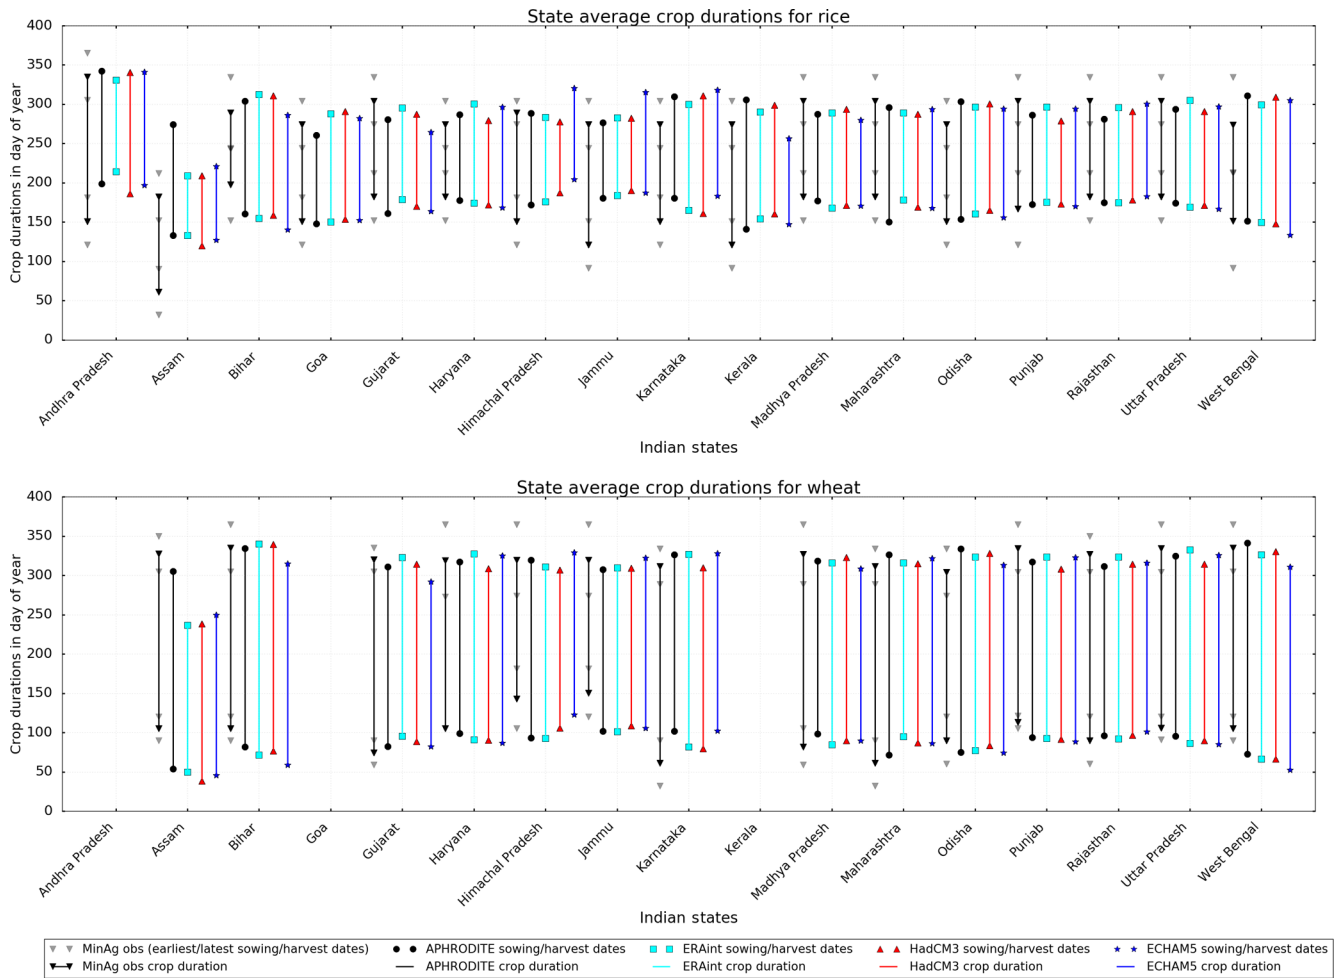 State average crop durations for rice
Crop durations in day of year
400
350
300
250
200
150
100
50
0
Andhra Pradesh
Assam
Bihar
Goa
Gujarat
Haryana
Himachal Pradesh
Jammu
Karnataka
Kerala
Madhya Pradesh
Maharashtra
Odisha
Punjab
Rajasthan
Uttar Pradesh
West Bengal
Indian states
State average crop durations for wheat
Crop durations in day of year
400
350
300
250
200
150
100
50
0
Andhra Pradesh
Assam
Bihar
Goa
Gujarat
Haryana
Himachal Pradesh
Jammu
Karnataka
Kerala
Madhya Pradesh
Maharashtra
Odisha
Punjab
Rajasthan
Uttar Pradesh
West Bengal
Indian states
MinAg obs (earliest/latest sowing/harvest dates)
MinAg obs crop duration
APHRODITE sowing/harvest dates
APHRODITE crop duration
ERAint sowing/harvest dates
ERAint crop duration
HadCM3 sowing/harvest dates
HadCM3 crop duration
ECHAM5 sowing/harvest dates
ECHAM5 crop duration